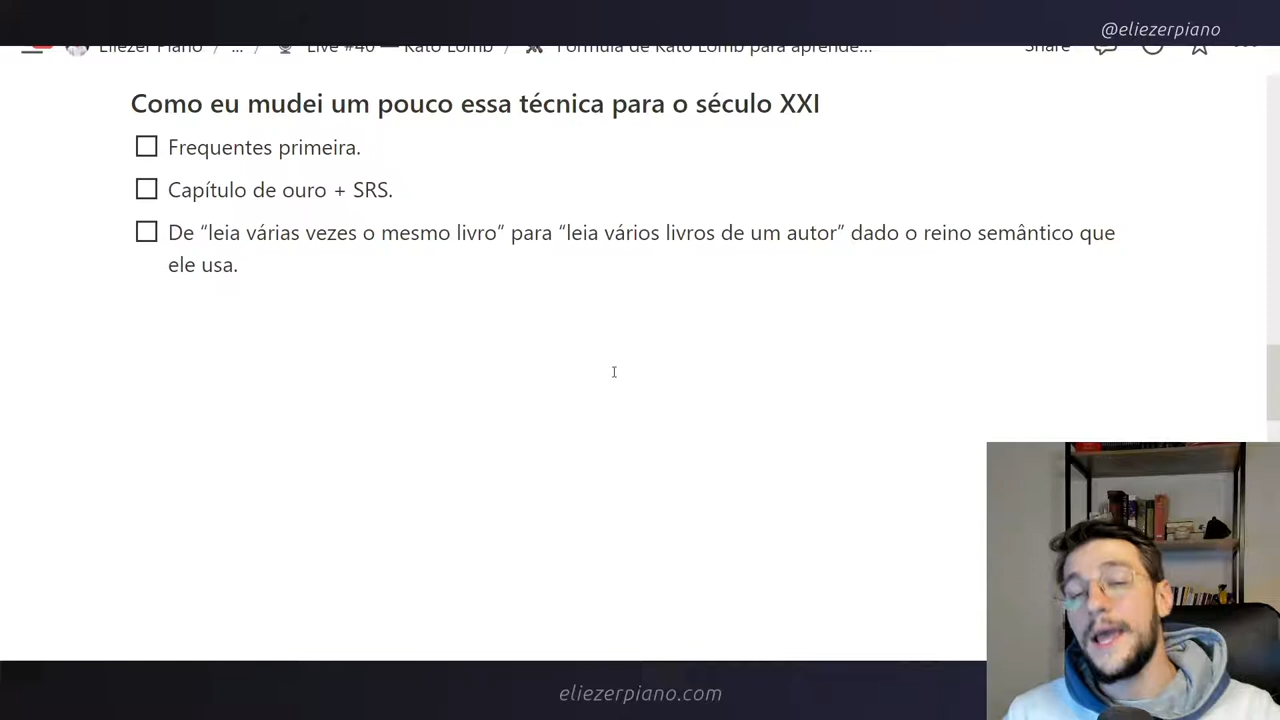 @eliezerpiano
Eliezer Piano / ... / Live #40 — Kató Lomb / Fórmula de Kató Lomb para aprende... Share
Como eu mudei um pouco essa técnica para o século XXI
Frequentes primeira.
Capítulo de ouro + SRS.
De “leia várias vezes o mesmo livro” para “leia vários livros de um autor” dado o reino semântico que
ele usa.
eliezerpiano.com